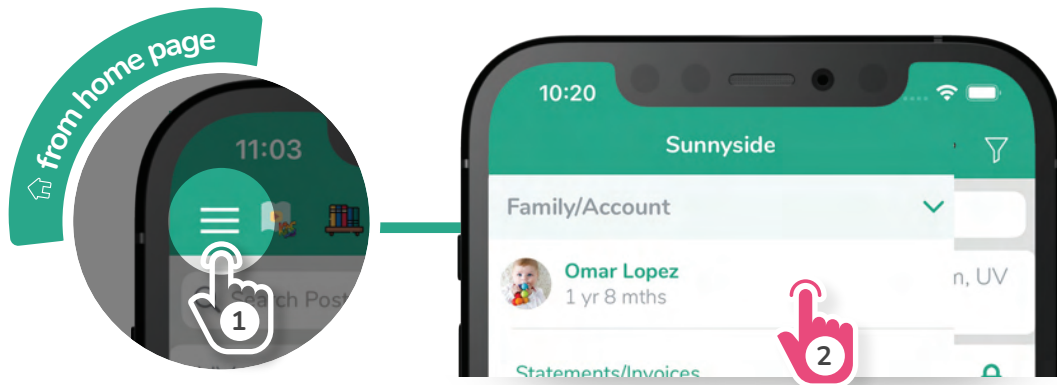 from home page
11:03
Search Post
1
10:20
Sunnyside
Family/Account
Omar Lopez
1 yr 8 mths
n, UV
2
Statements/Invoices